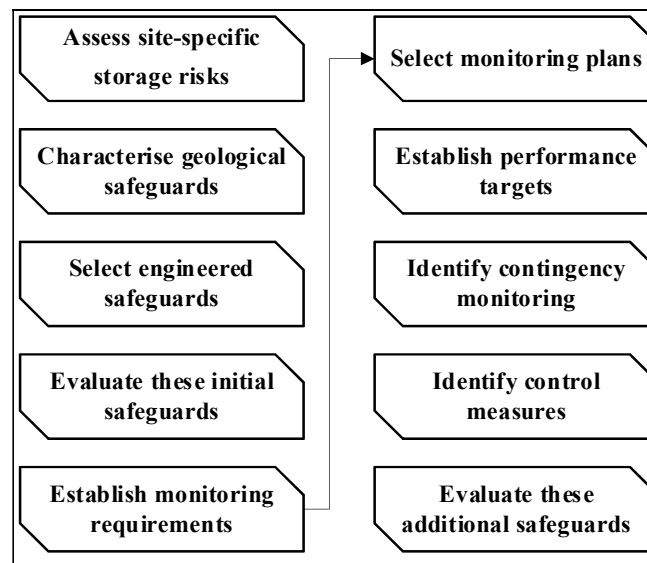 Assess site-specific
storage risks
Characterise geological
safeguards
Select engineered
safeguards
Evaluate these initial
safeguards
Establish monitoring
requirements
Select monitoring plans
Establish performance
targets
Identify contingency
monitoring
Identify control
measures
Evaluate these
additional safeguards